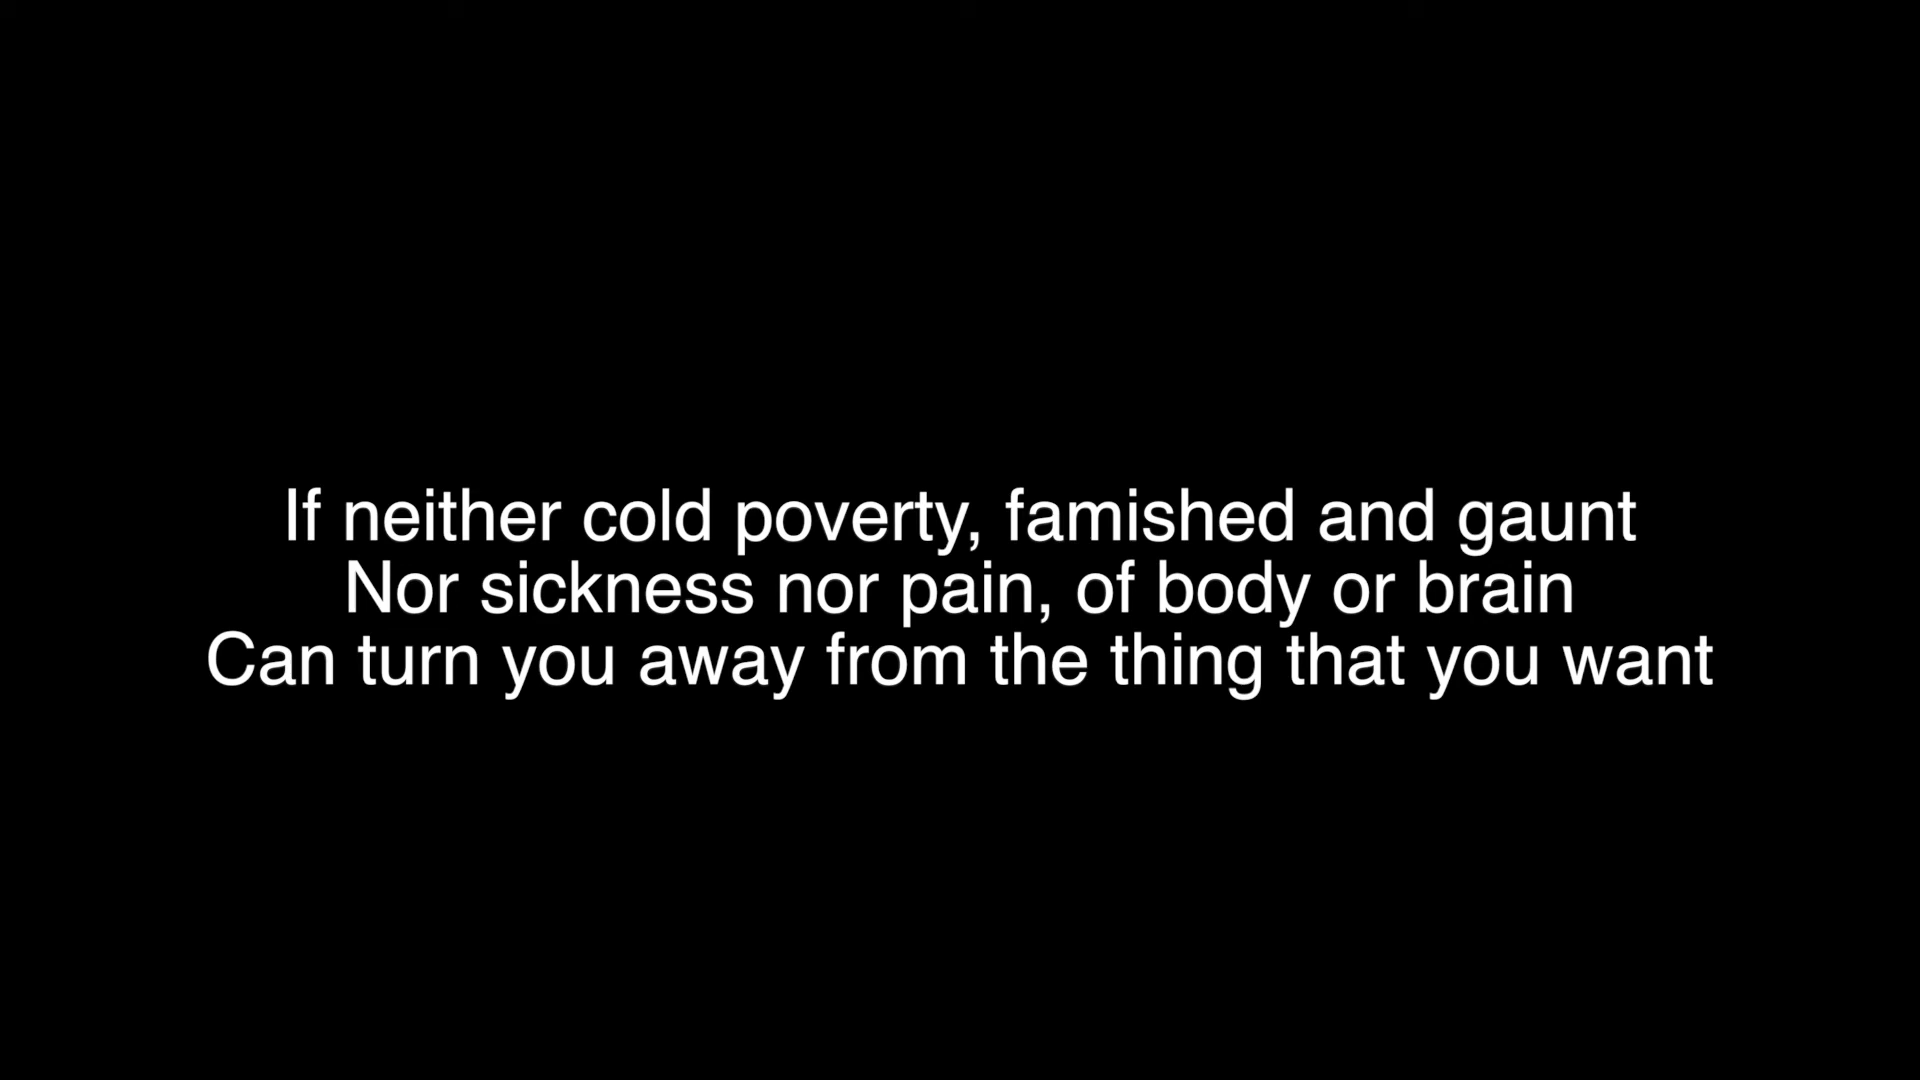 If neither cold poverty, famished and gaunt
Nor sickness nor pain, of body or brain
Can turn you away from the thing that you want